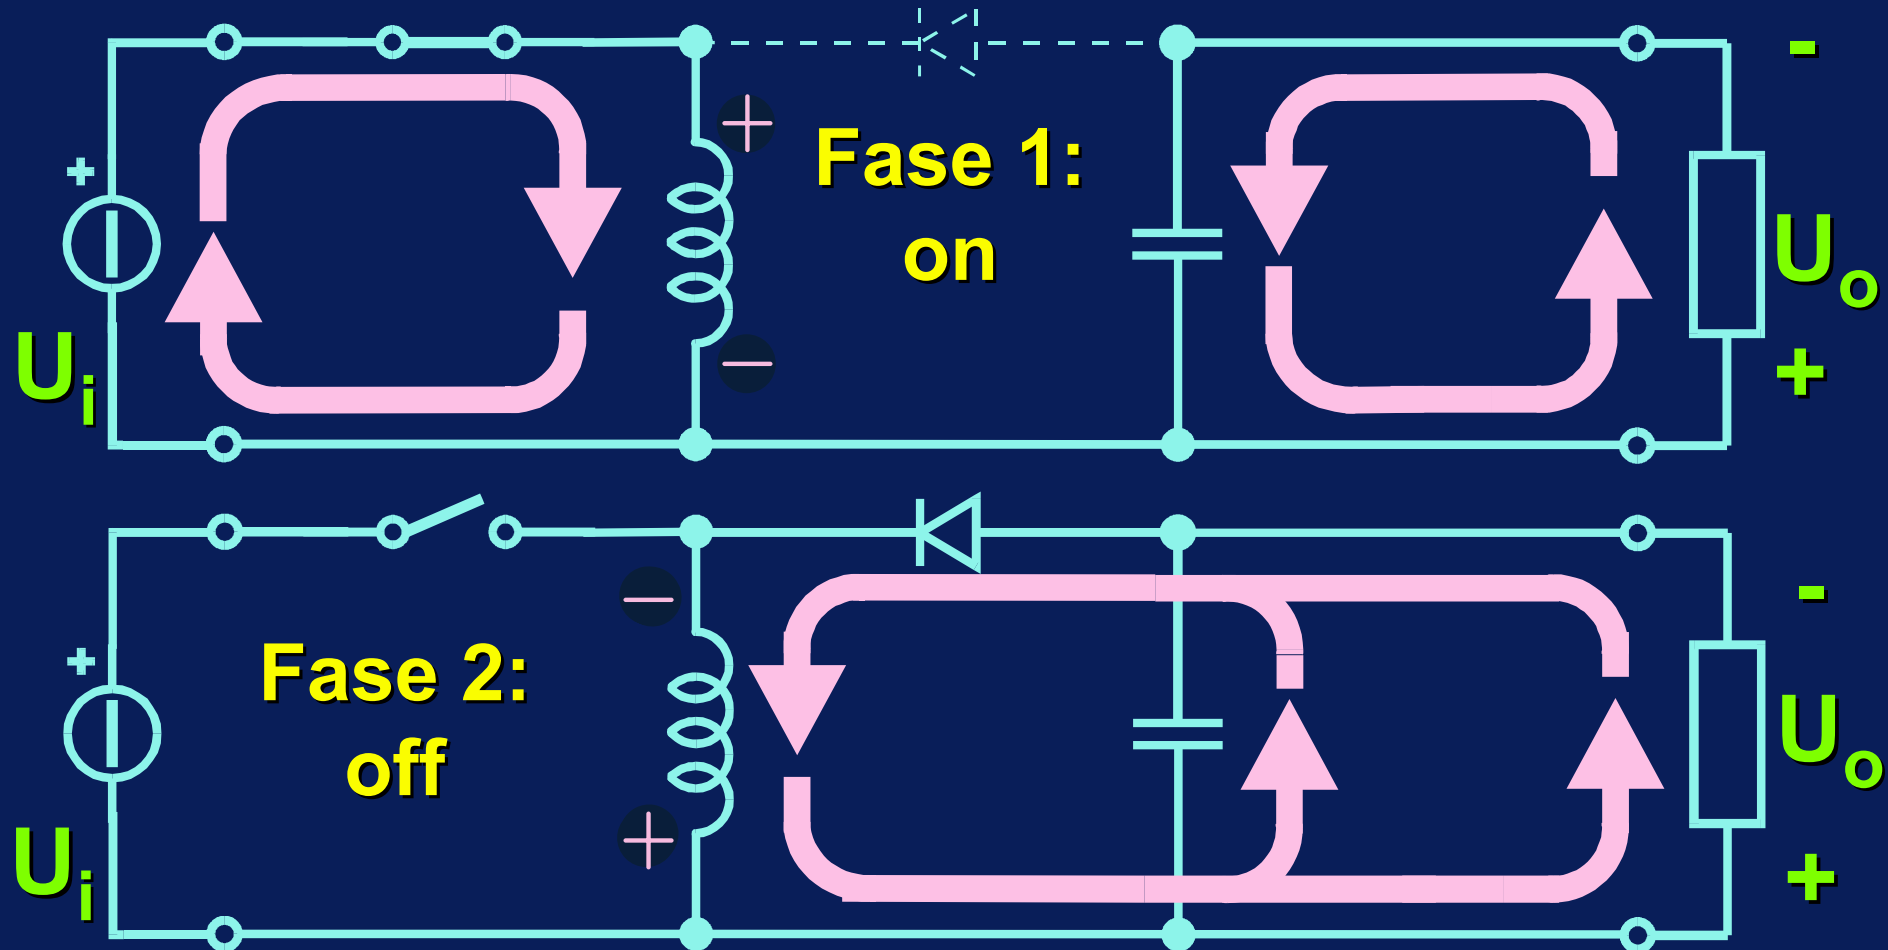 -
+
+
Fase 1:
on
-
Uo
Ui
+
-
-
+
Fase 2:
off
Uo
Ui
+
+